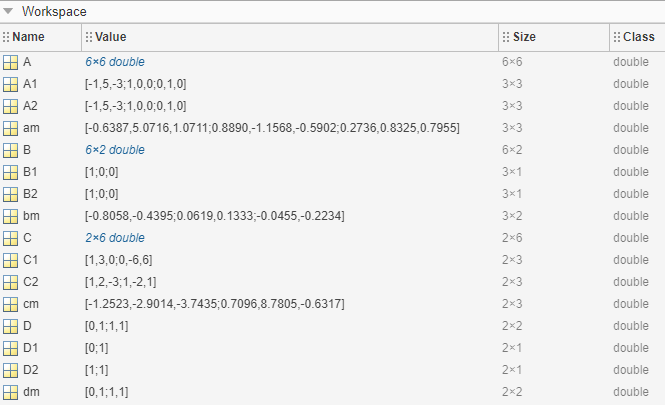 Workspace
Name Value Size Class
A 6×6 double 6×6 double
A1 [-1,5,-3;1,0,0;0,1,0] 3×3 double
A2 [-1,5,-3;1,0,0;0,1,0] 3×3 double
am [-0.6387,5.0716,1.0711;0.8890,-1.1568,-0.5902;0.2736,0.8325,0.7955] 3×3 double
B 6×2 double 6×2 double
B1 [1;0;0] 3×1 double
B2 [1;0;0] 3×1 double
bm [-0.8058,-0.4395;0.0619,0.1333;-0.0455,-0.2234] 3×2 double
C 2×6 double 2×6 double
C1 [1,3,0;0,-6,6] 2×3 double
C2 [1,2,-3;1,-2,1] 2×3 double
cm [-1.2523,-2.9014,-3.7435;0.7096,8.7805,-0.6317] 2×3 double
D [0,1;1,1] 2×2 double
D1 [0;1] 2×1 double
D2 [1;1] 2×1 double
dm [0,1;1,1] 2×2 double